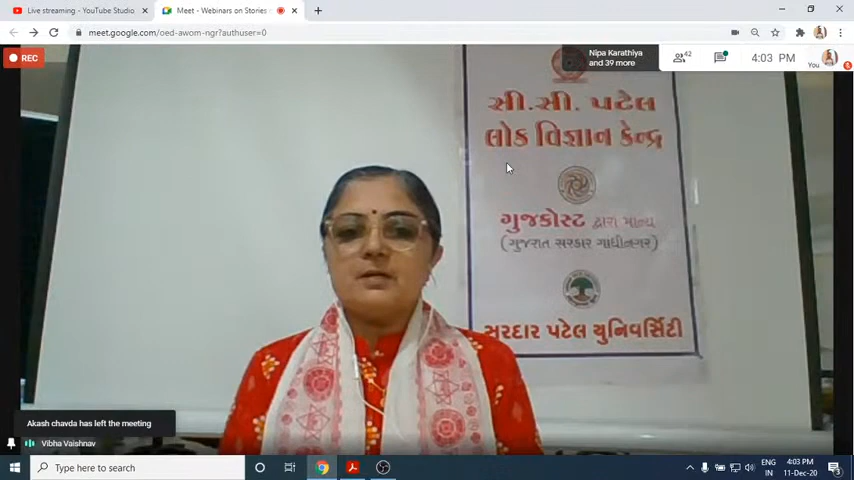 Live streaming - YouTube Studio
Meet - Webinars on Stories
meet.google.com/oed-awom-ngr?authuser=0
REC
Nipa Karathiya
and 39 more
42
4:03 PM
You
સી.સી. પટેલ
લોક વિજ્ઞાન કેન્દ્ર
ગુજકોસ્ટ દ્વારા માન્ય
(ગુજરાત સરકાર ગાંધીનગર)
સરદાર પટેલ યુનિવર્સિટી
Akash chavda has left the meeting
Vibha Vaishnav
Type here to search
ENG
IN
4:03 PM
11-Dec-20
3